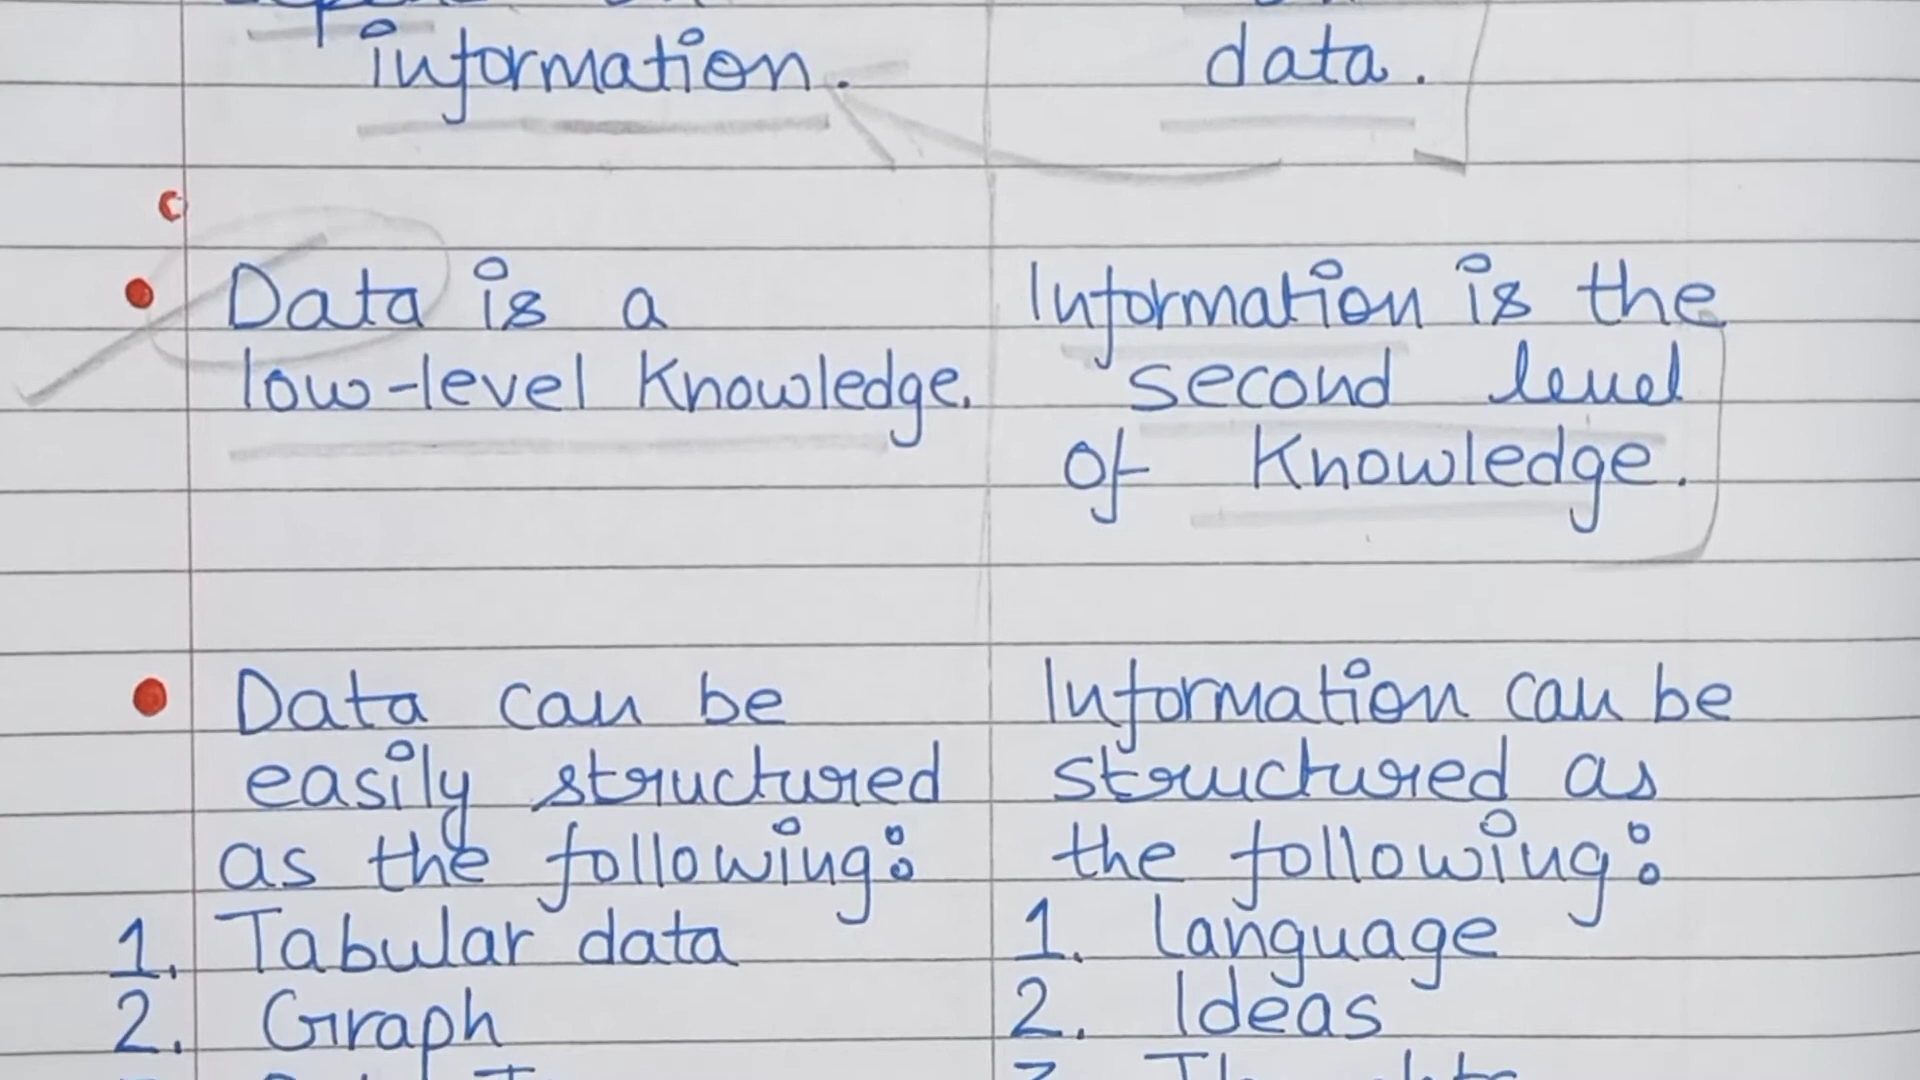 information.
data.
Data is a
low-level Knowledge.
Information is the
second level
of Knowledge.
Data can be
easily structured
as the following:
1. Tabular data
2. Graph
Information can be
structured as
the following:
1. Language
2. Ideas